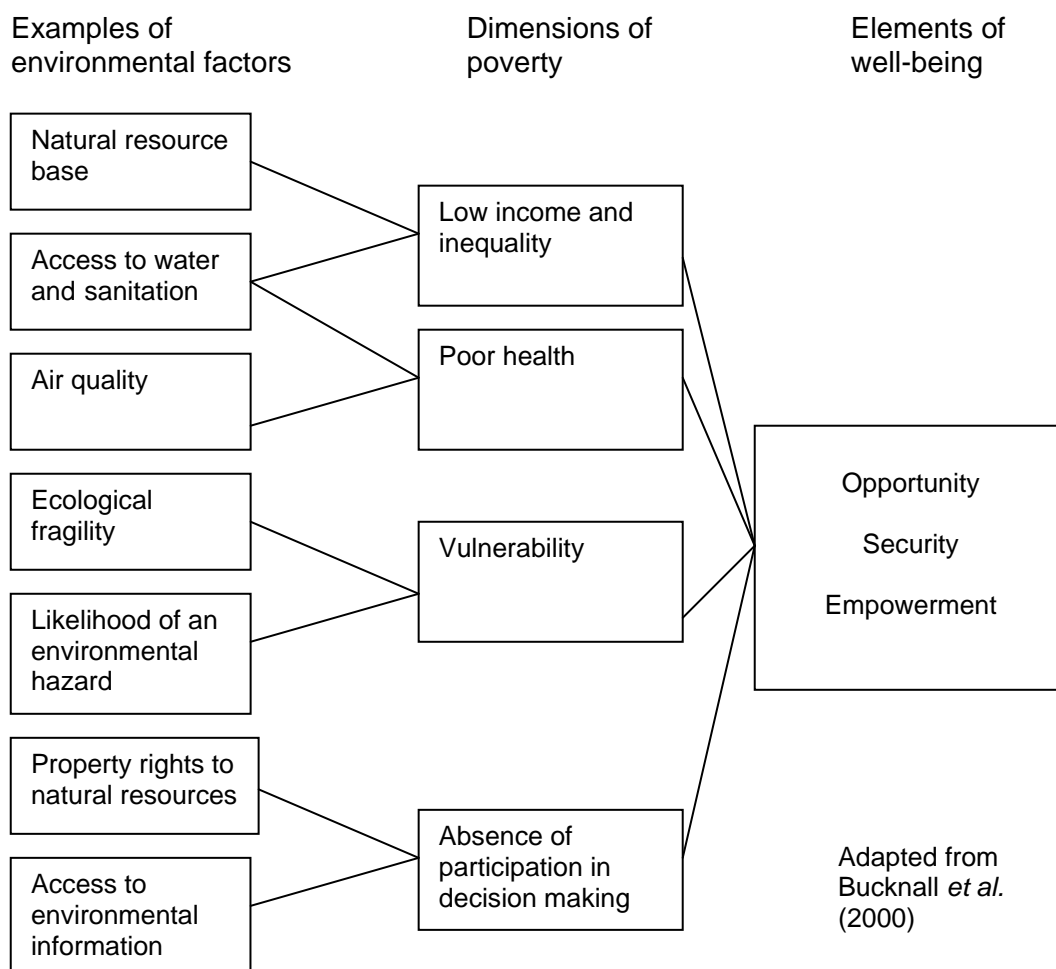 Examples of
environmental factors
Dimensions of
poverty
Elements of
well-being
Natural resource
base
Access to water
and sanitation
Air quality
Ecological
fragility
Likelihood of an
environmental
hazard
Property rights to
natural resources
Access to
environmental
information
Low income and
inequality
Poor health
Vulnerability
Absence of
participation in
decision making
Opportunity
Security
Empowerment
Adapted from
Bucknall et al.
(2000)